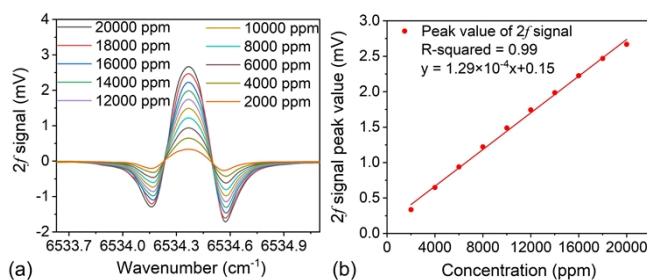 20000 ppm
18000 ppm
16000 ppm
14000 ppm
12000 ppm
10000 ppm
8000 ppm
6000 ppm
4000 ppm
2000 ppm
2f signal (mV)
4
3
2
1
0
-1
-2
6533.7 6534.0 6534.3 6534.6 6534.9
Wavenumber (cm⁻¹)
(a)
Peak value of 2f signal
R-squared = 0.99
y = 1.29×10⁻⁴x+0.15
2f signal peak value (mV)
3.0
2.5
2.0
1.5
1.0
0.5
0.0
4000 8000 12000 16000 20000
Concentration (ppm)
(b)